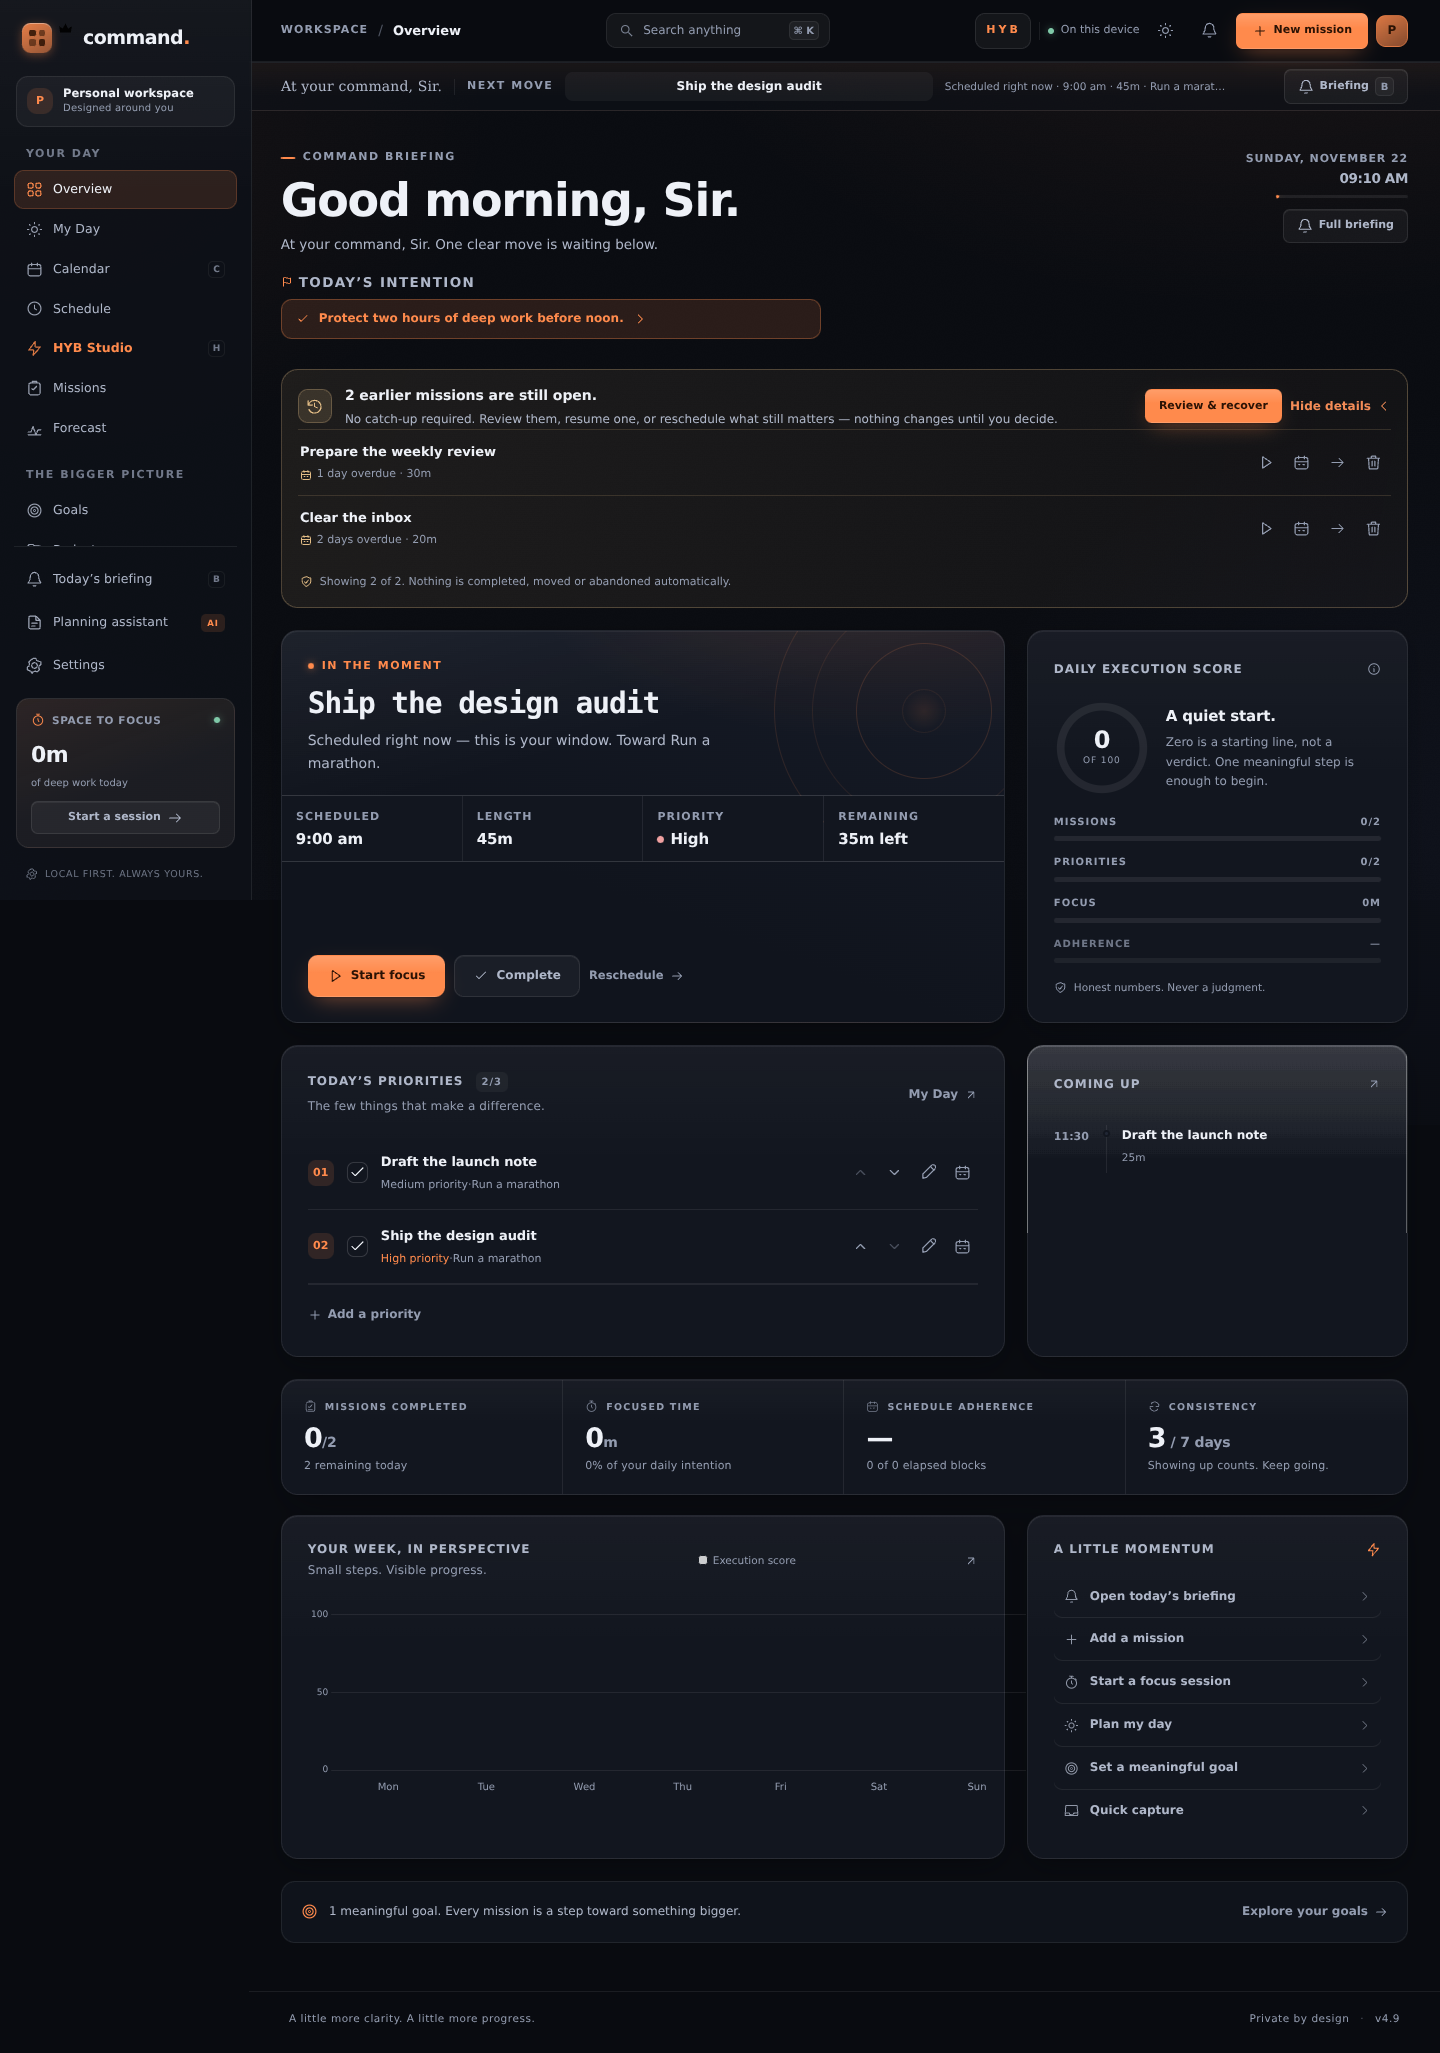 command.
P
Personal workspace
Designed around you
YOUR DAY
Overview
My Day
Calendar C
Schedule
HYB Studio H
Missions
Forecast
THE BIGGER PICTURE
Goals
Today’s briefing B
Planning assistant AI
Settings
SPACE TO FOCUS
0m
of deep work today
Start a session →
LOCAL FIRST. ALWAYS YOURS.
WORKSPACE / Overview
Search anything ⌘ K
HYB
On this device
+ New mission
P
At your command, Sir.
NEXT MOVE
Ship the design audit
Scheduled right now · 9:00 am · 45m · Run a marat…
Briefing B
COMMAND BRIEFING
Good morning, Sir.
At your command, Sir. One clear move is waiting below.
SUNDAY, NOVEMBER 22
09:10 AM
Full briefing
TODAY’S INTENTION
Protect two hours of deep work before noon.
2 earlier missions are still open.
No catch-up required. Review them, resume one, or reschedule what still matters — nothing changes until you decide.
Review & recover
Hide details
Prepare the weekly review
1 day overdue · 30m
Clear the inbox
2 days overdue · 20m
Showing 2 of 2. Nothing is completed, moved or abandoned automatically.
IN THE MOMENT
Ship the design audit
Scheduled right now — this is your window. Toward Run a
marathon.
SCHEDULED
9:00 am
LENGTH
45m
PRIORITY
High
REMAINING
35m left
Start focus
Complete
Reschedule →
DAILY EXECUTION SCORE
0
OF 100
A quiet start.
Zero is a starting line, not a
verdict. One meaningful step is
enough to begin.
MISSIONS 0/2
PRIORITIES 0/2
FOCUS 0M
ADHERENCE —
Honest numbers. Never a judgment.
TODAY’S PRIORITIES 2/3
The few things that make a difference.
My Day
01
Draft the launch note
Medium priority·Run a marathon
02
Ship the design audit
High priority·Run a marathon
+ Add a priority
COMING UP
11:30
Draft the launch note
25m
MISSIONS COMPLETED
0/2
2 remaining today
FOCUSED TIME
0m
0% of your daily intention
SCHEDULE ADHERENCE
—
0 of 0 elapsed blocks
CONSISTENCY
3 / 7 days
Showing up counts. Keep going.
YOUR WEEK, IN PERSPECTIVE
Small steps. Visible progress.
Execution score
100
50
0
Mon Tue Wed Thu Fri Sat Sun
A LITTLE MOMENTUM
Open today’s briefing
Add a mission
Start a focus session
Plan my day
Set a meaningful goal
Quick capture
1 meaningful goal. Every mission is a step toward something bigger.
Explore your goals →
A little more clarity. A little more progress.
Private by design · v4.9